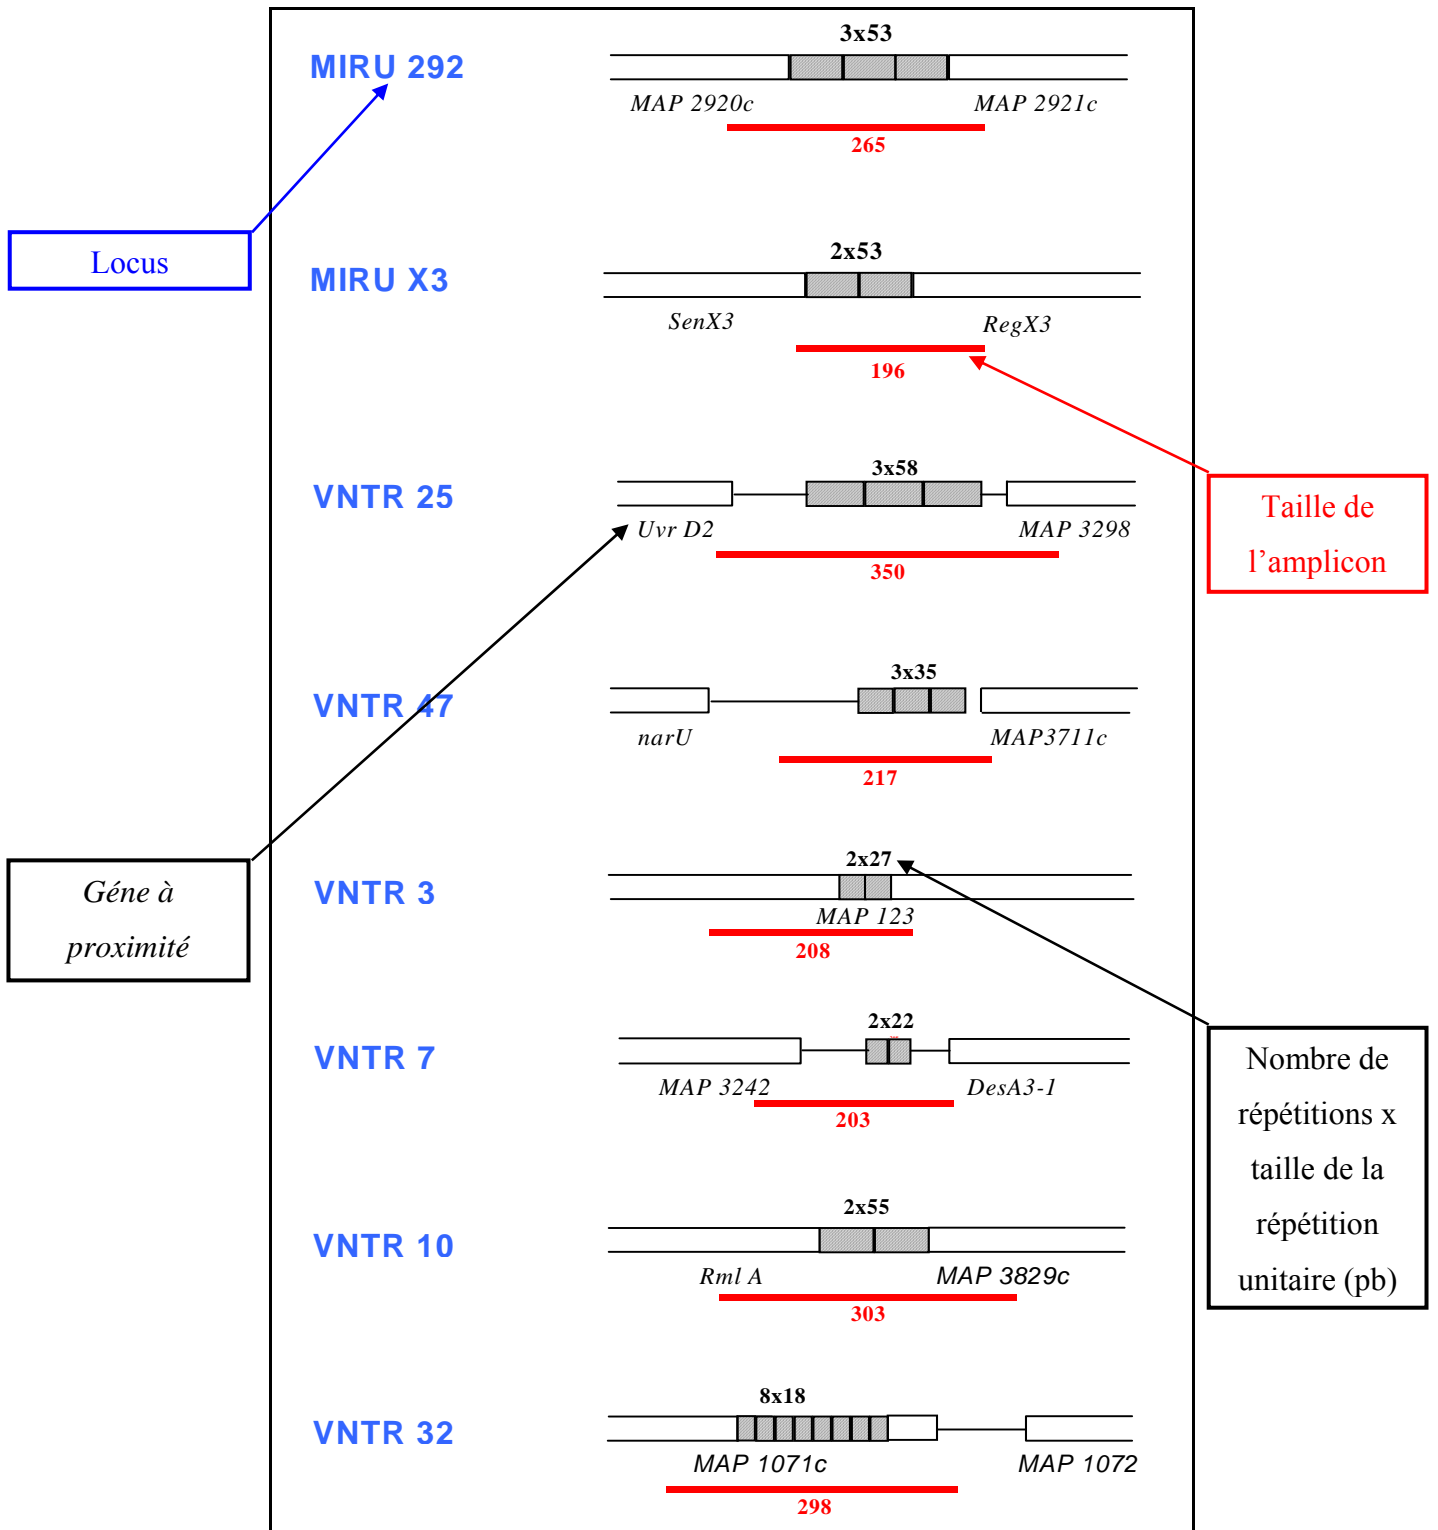 3x53
MIRU 292
MAP 2920c
MAP 2921c
265
Locus
2x53
MIRU X3
SenX3
RegX3
196
3x58
VNTR 25
Uvr D2
MAP 3298
350
Taille de
l’amplicon
3x35
VNTR 47
narU
MAP3711c
217
Géne à
proximité
2x27
VNTR 3
MAP 123
208
2x22
VNTR 7
MAP 3242
DesA3-1
203
Nombre de
répétitions x
taille de la
répétition
unitaire (pb)
2x55
VNTR 10
Rml A
MAP 3829c
303
8x18
VNTR 32
MAP 1071c
MAP 1072
298